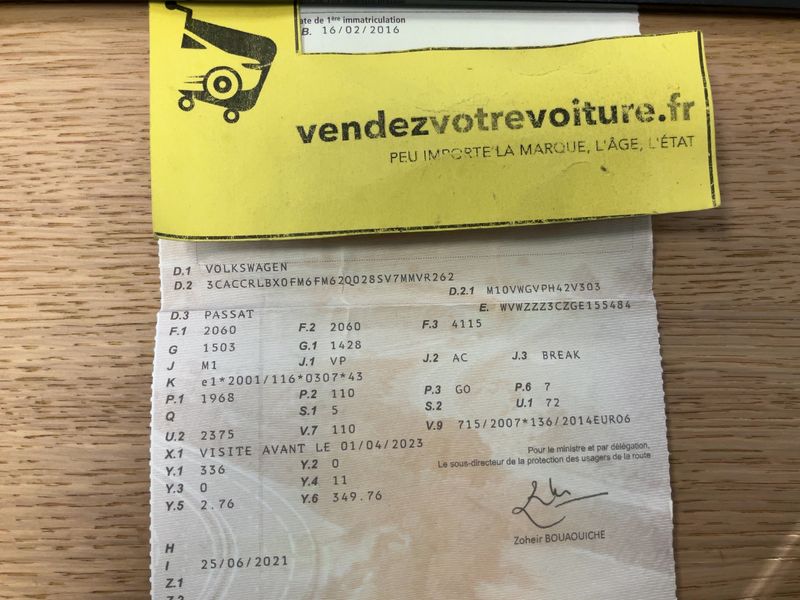 ate de 1ère immatriculation
B. 16/02/2016
vendezvotrevoiture.fr
PEU IMPORTE LA MARQUE, L'ÂGE, L'ÉTAT
D.1 VOLKSWAGEN
D.2 3CACCRLBX0FM6FM62Q028SV7MMVR262 D.2.1 M10VWGVPH42V303
D.3 PASSAT E. WVWZZZ3CZGE155484
F.1 2060 F.2 2060 F.3 4115
G 1503 G.1 1428
J M1 J.1 VP J.2 AC J.3 BREAK
K e1*2001/116*0307*43
P.1 1968 P.2 110 P.3 GO P.6 7
Q S.1 5 S.2 U.1 72
U.2 2375 V.7 110 V.9 715/2007*136/2014EURO6
X.1 VISITE AVANT LE 01/04/2023
Pour le ministre et par délégation,
Le sous-directeur de la protection des usagers de la route
Y.1 336 Y.2 0
Y.3 0 Y.4 11
Y.5 2.76 Y.6 349.76
Zoheir BOUAOUICHE
H
I 25/06/2021
Z.1
Z.2